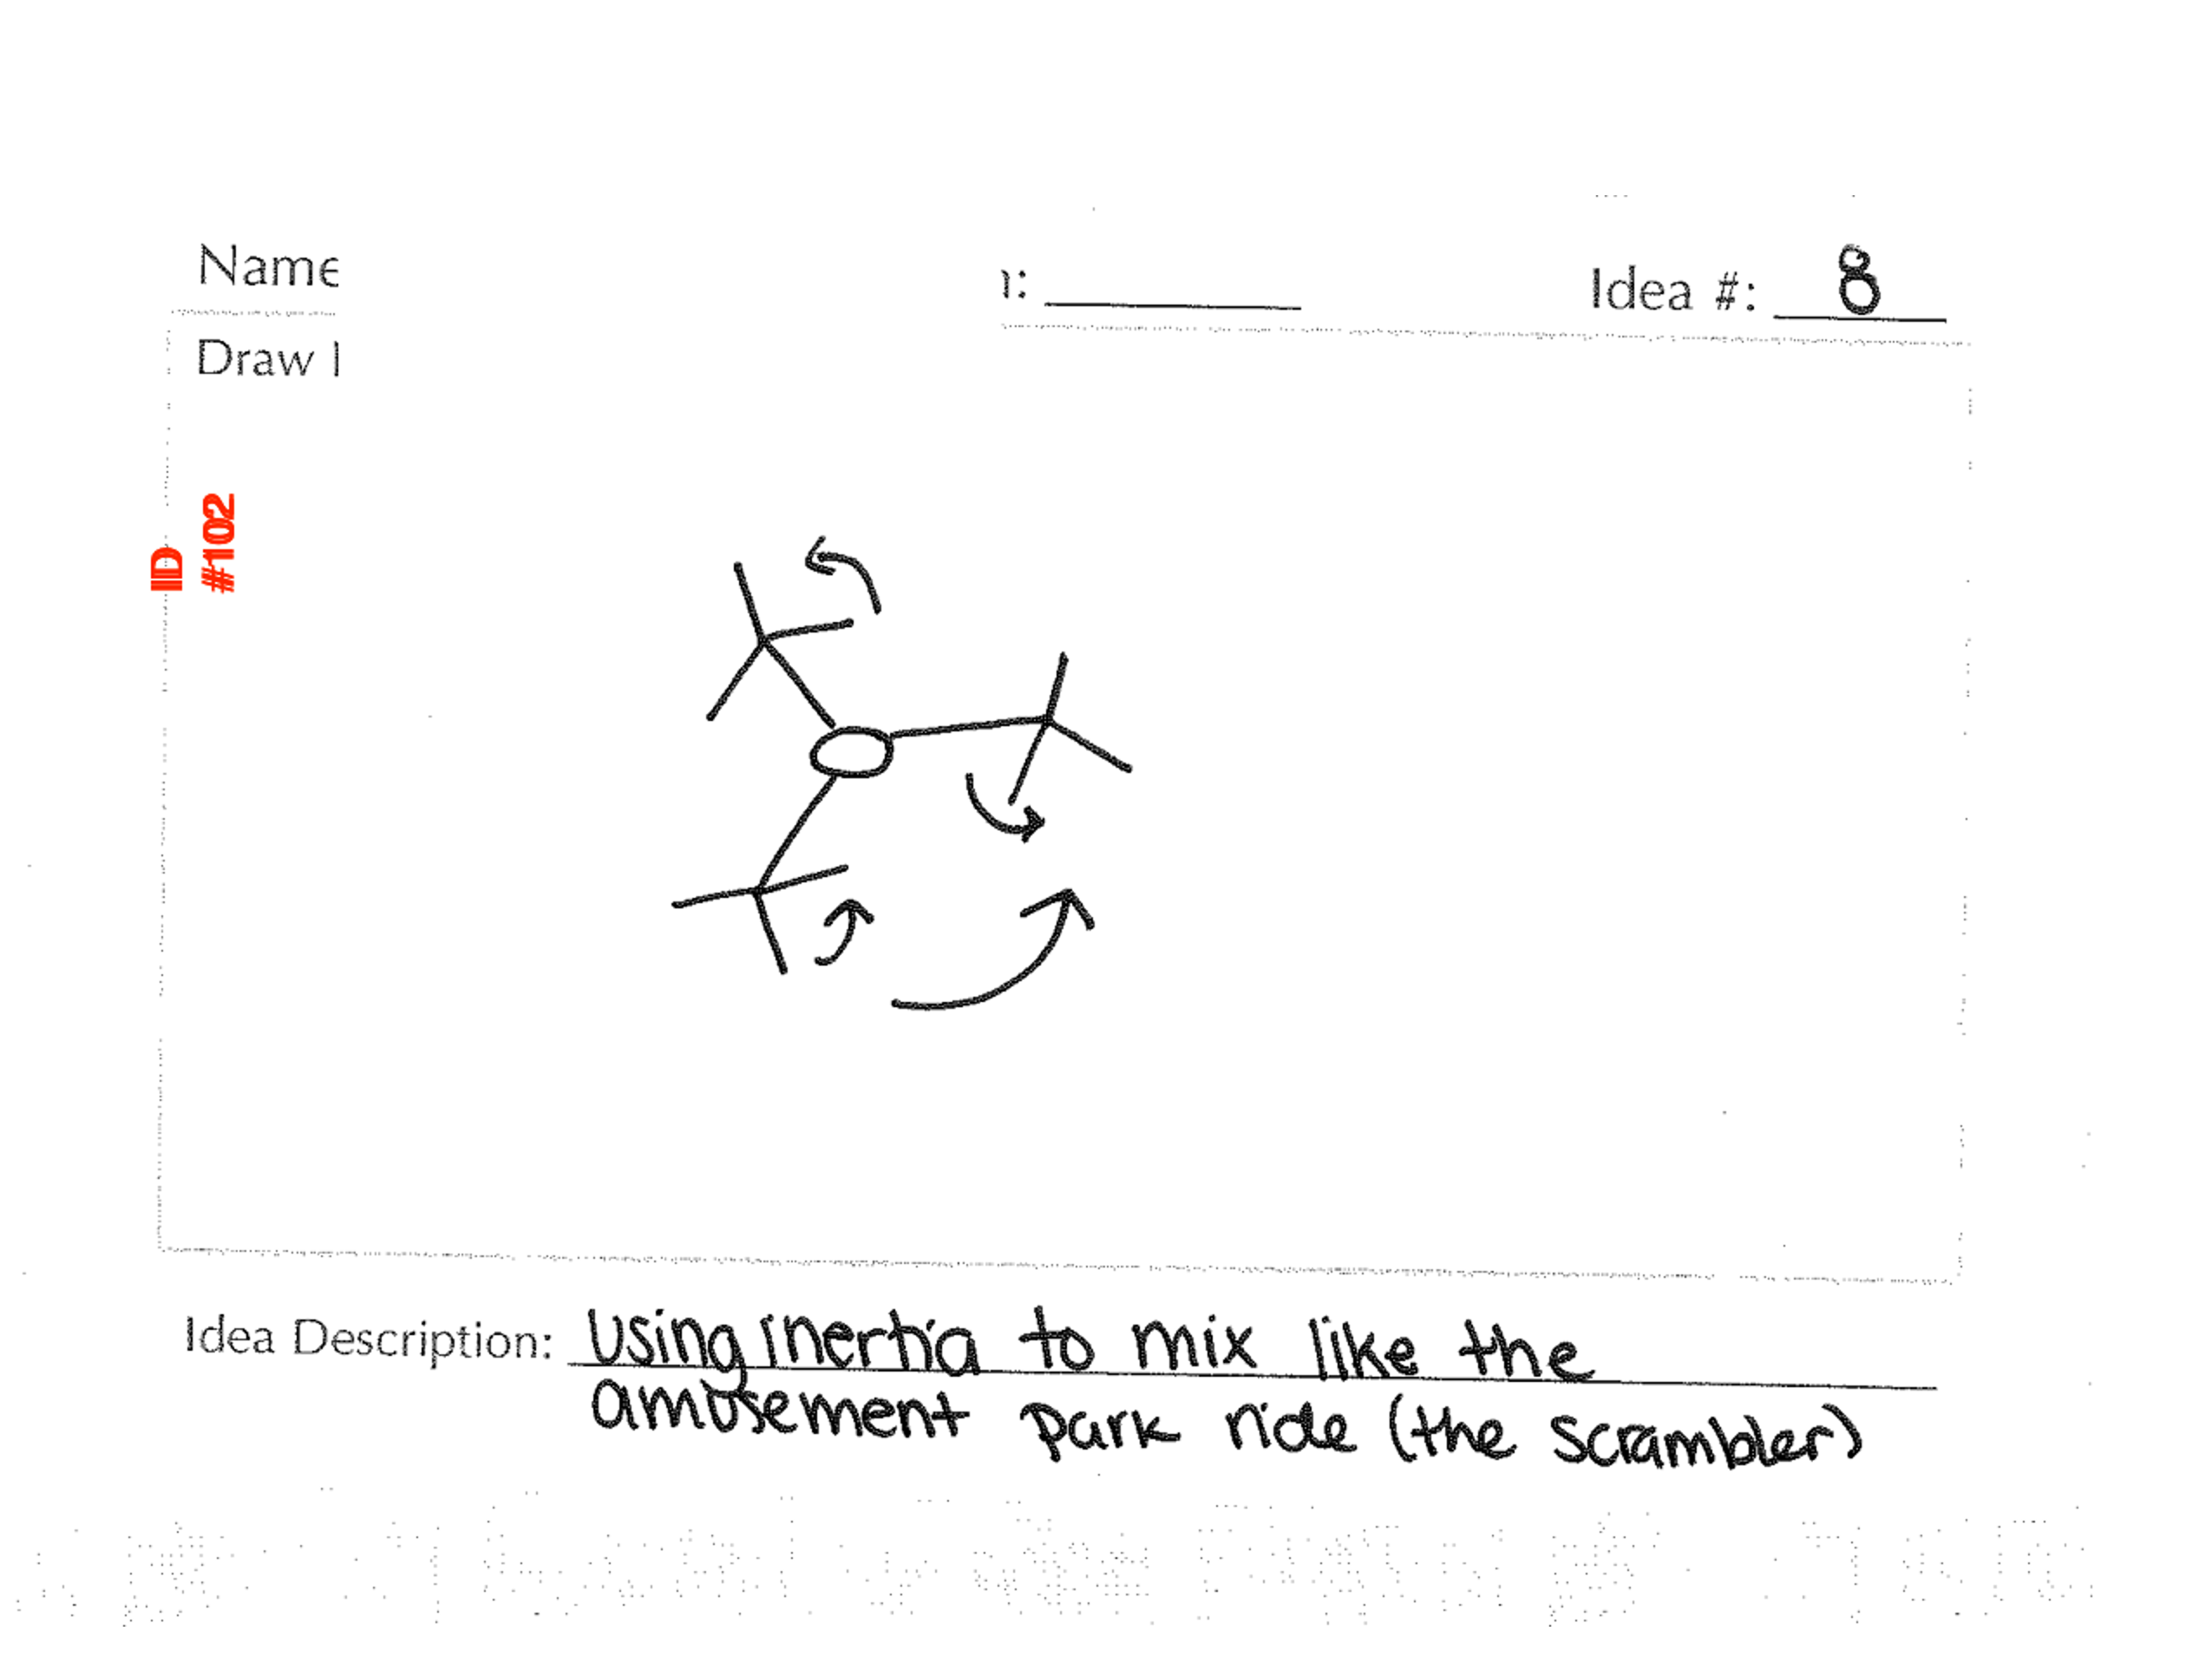 Name
ı: Idea #: 8
Draw I
ID
#102
Idea Description: Using inertia to mix like the
amusement park ride (the scrambler)